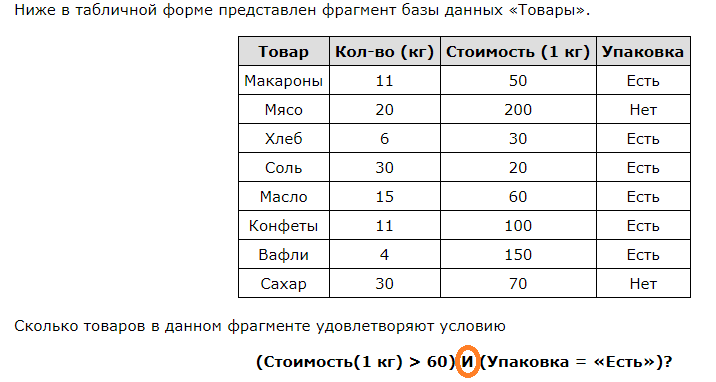 Ниже в табличной форме представлен фрагмент базы данных «Товары».
Товар Кол-во (кг) Стоимость (1 кг) Упаковка
Макароны 11 50 Есть
Мясо 20 200 Нет
Хлеб 6 30 Есть
Соль 30 20 Есть
Масло 15 60 Есть
Конфеты 11 100 Есть
Вафли 4 150 Есть
Сахар 30 70 Нет
Сколько товаров в данном фрагменте удовлетворяют условию
(Стоимость(1 кг) > 60) И (Упаковка = «Есть»)?